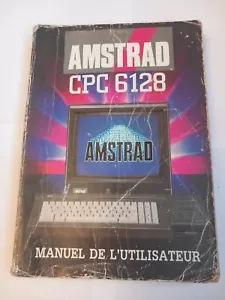 AMSTRAD
CPC 6128
AMSTRAD
MANUEL DE L'UTILISATEUR